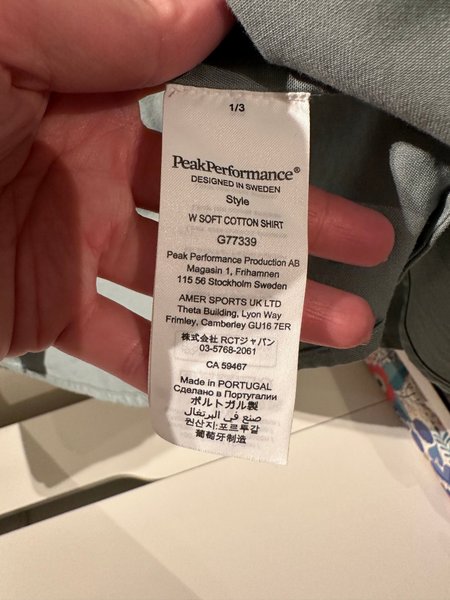 1/3
PeakPerformance®
DESIGNED IN SWEDEN
Style
W SOFT COTTON SHIRT
G77339
Peak Performance Production AB
Magasin 1, Frihamnen
115 56 Stockholm Sweden
AMER SPORTS UK LTD
Theta Building, Lyon Way
Frimley, Camberley GU16 7ER
株式会社 RCTジャパン
03-5768-2061
CA 59467
Made in PORTUGAL
Сделано в Португалии
ポルトガル製
صنع في البرتغال
원산지:포르투갈
葡萄牙制造